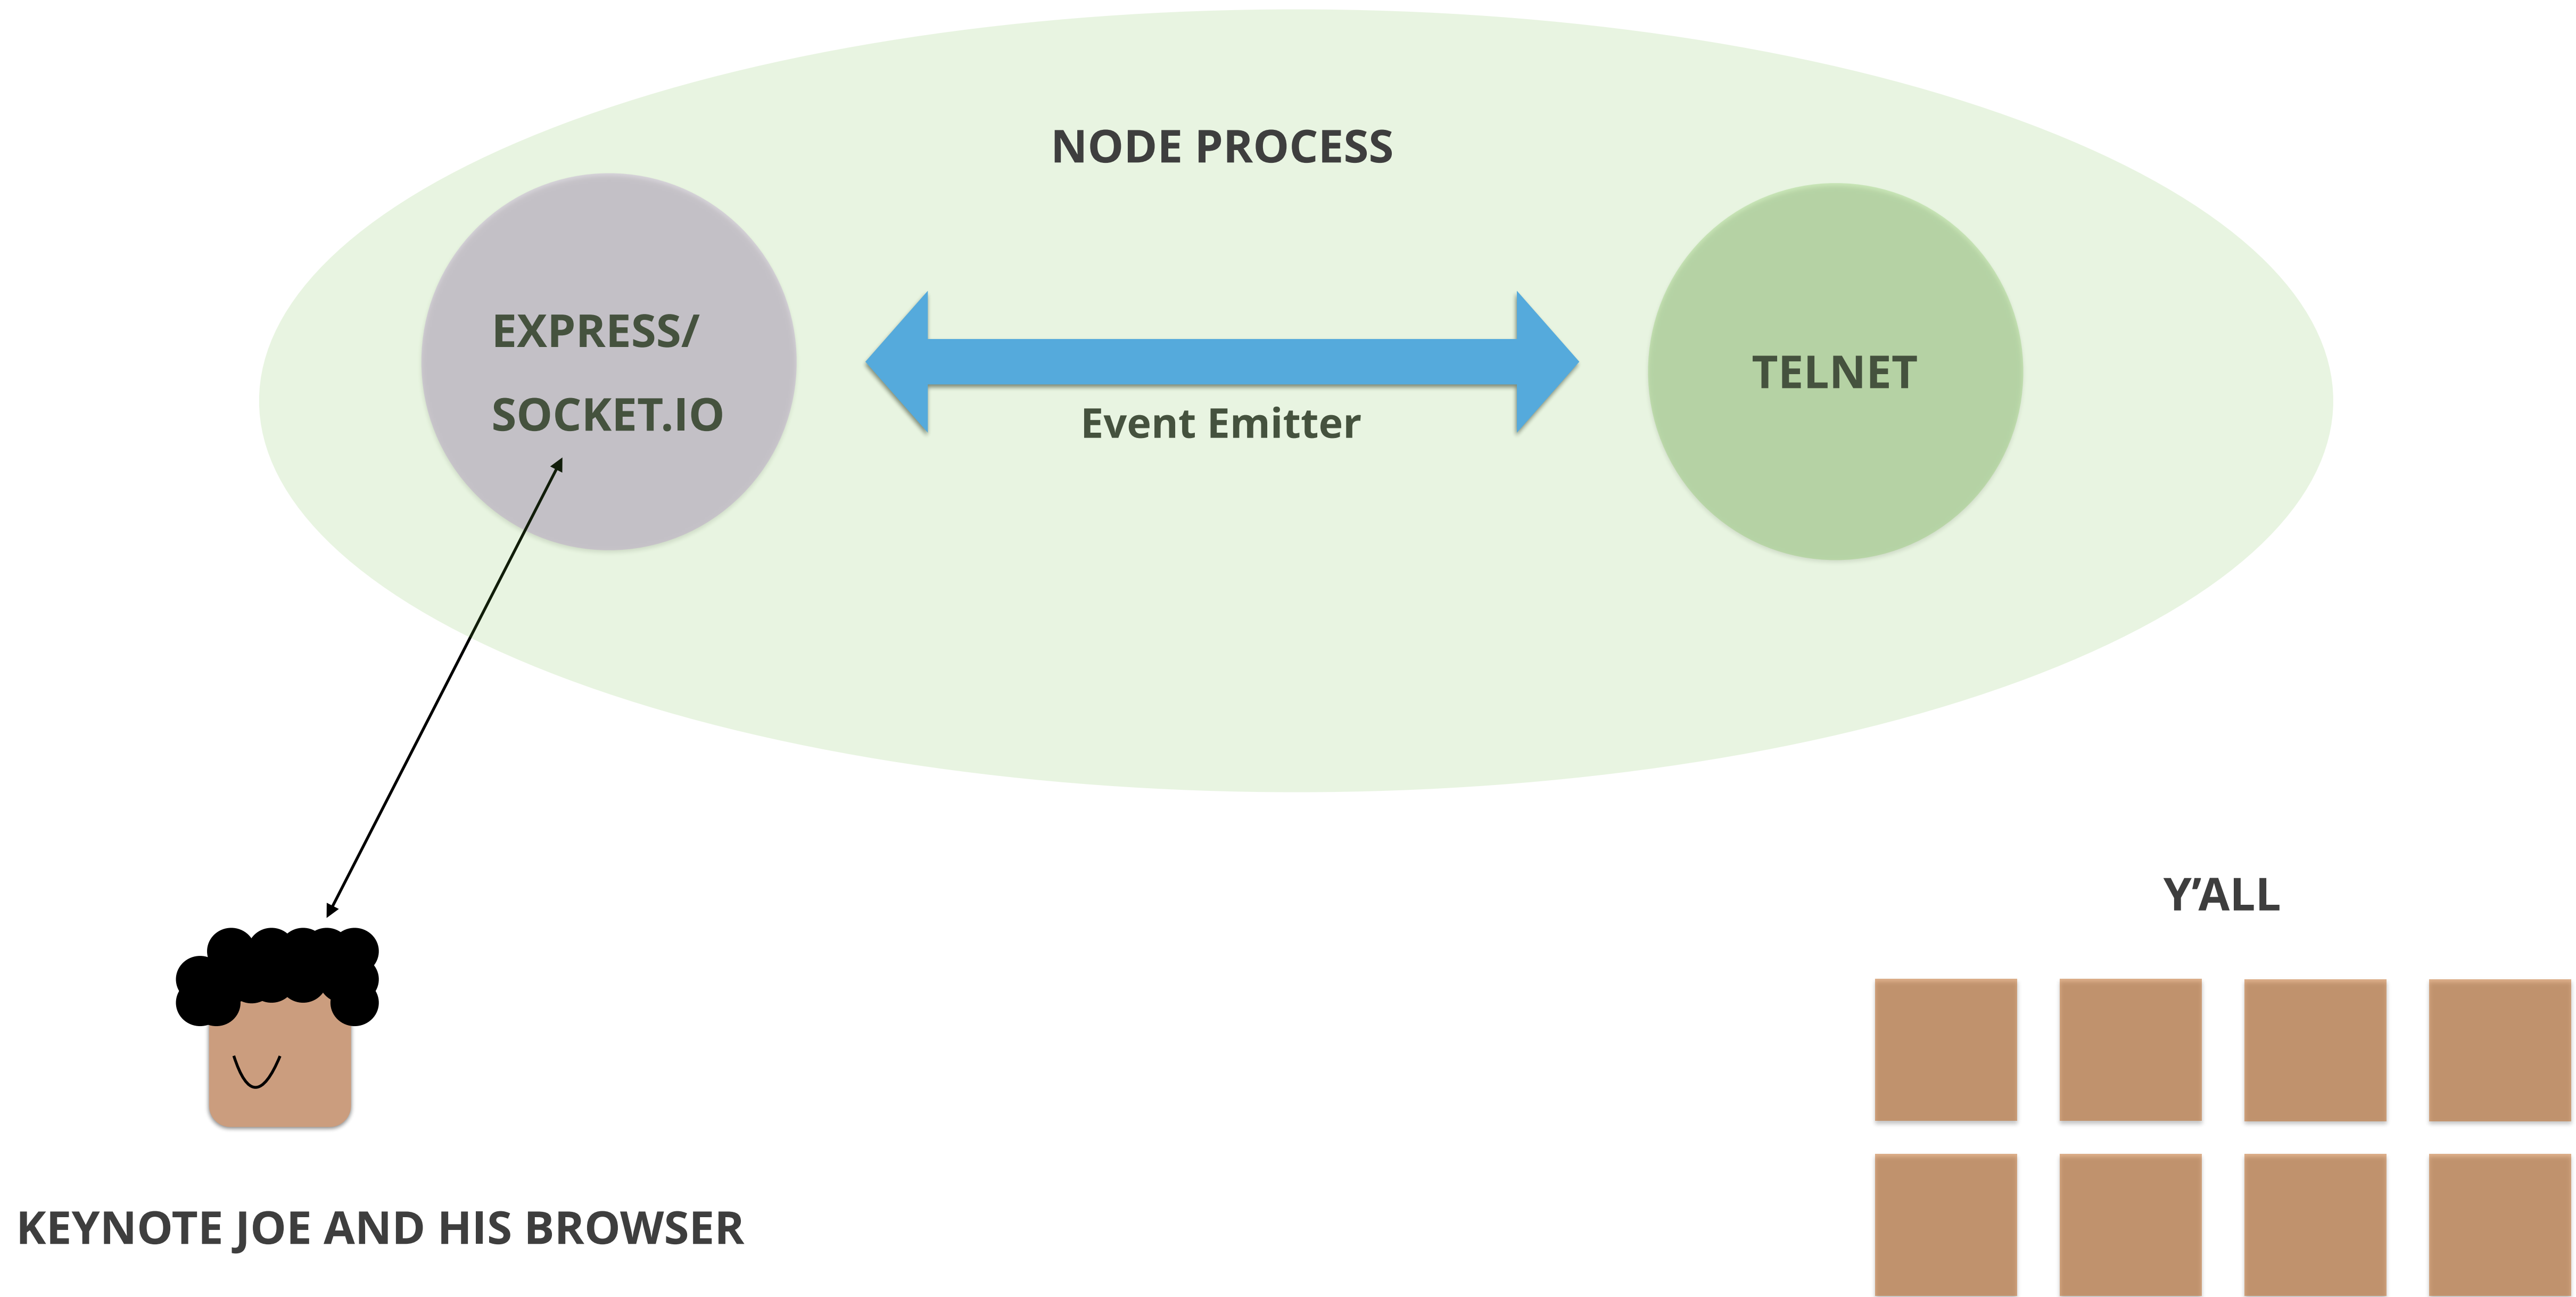 NODE PROCESS
EXPRESS/
SOCKET.IO
Event Emitter
TELNET
Y’ALL
KEYNOTE JOE AND HIS BROWSER